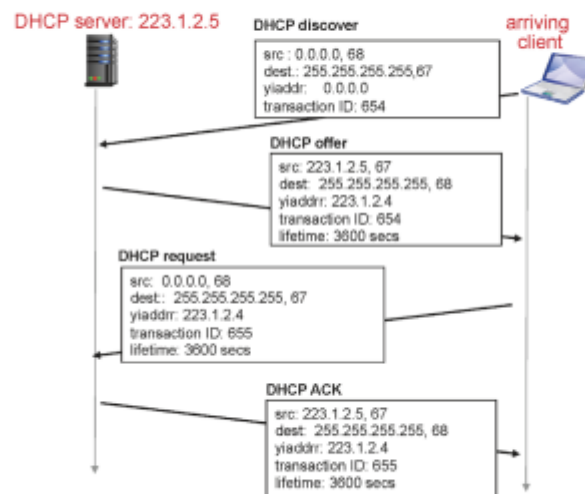 DHCP server: 223.1.2.5
arriving
client
DHCP discover
src : 0.0.0.0, 68
dest.: 255.255.255.255,67
yiaddr: 0.0.0.0
transaction ID: 654
DHCP offer
src: 223.1.2.5, 67
dest: 255.255.255.255, 68
yiaddrr: 223.1.2.4
transaction ID: 654
lifetime: 3600 secs
DHCP request
src: 0.0.0.0, 68
dest:: 255.255.255.255, 67
yiaddrr: 223.1.2.4
transaction ID: 655
lifetime: 3600 secs
DHCP ACK
src: 223.1.2.5, 67
dest: 255.255.255.255, 68
yiaddrr: 223.1.2.4
transaction ID: 655
lifetime: 3600 secs